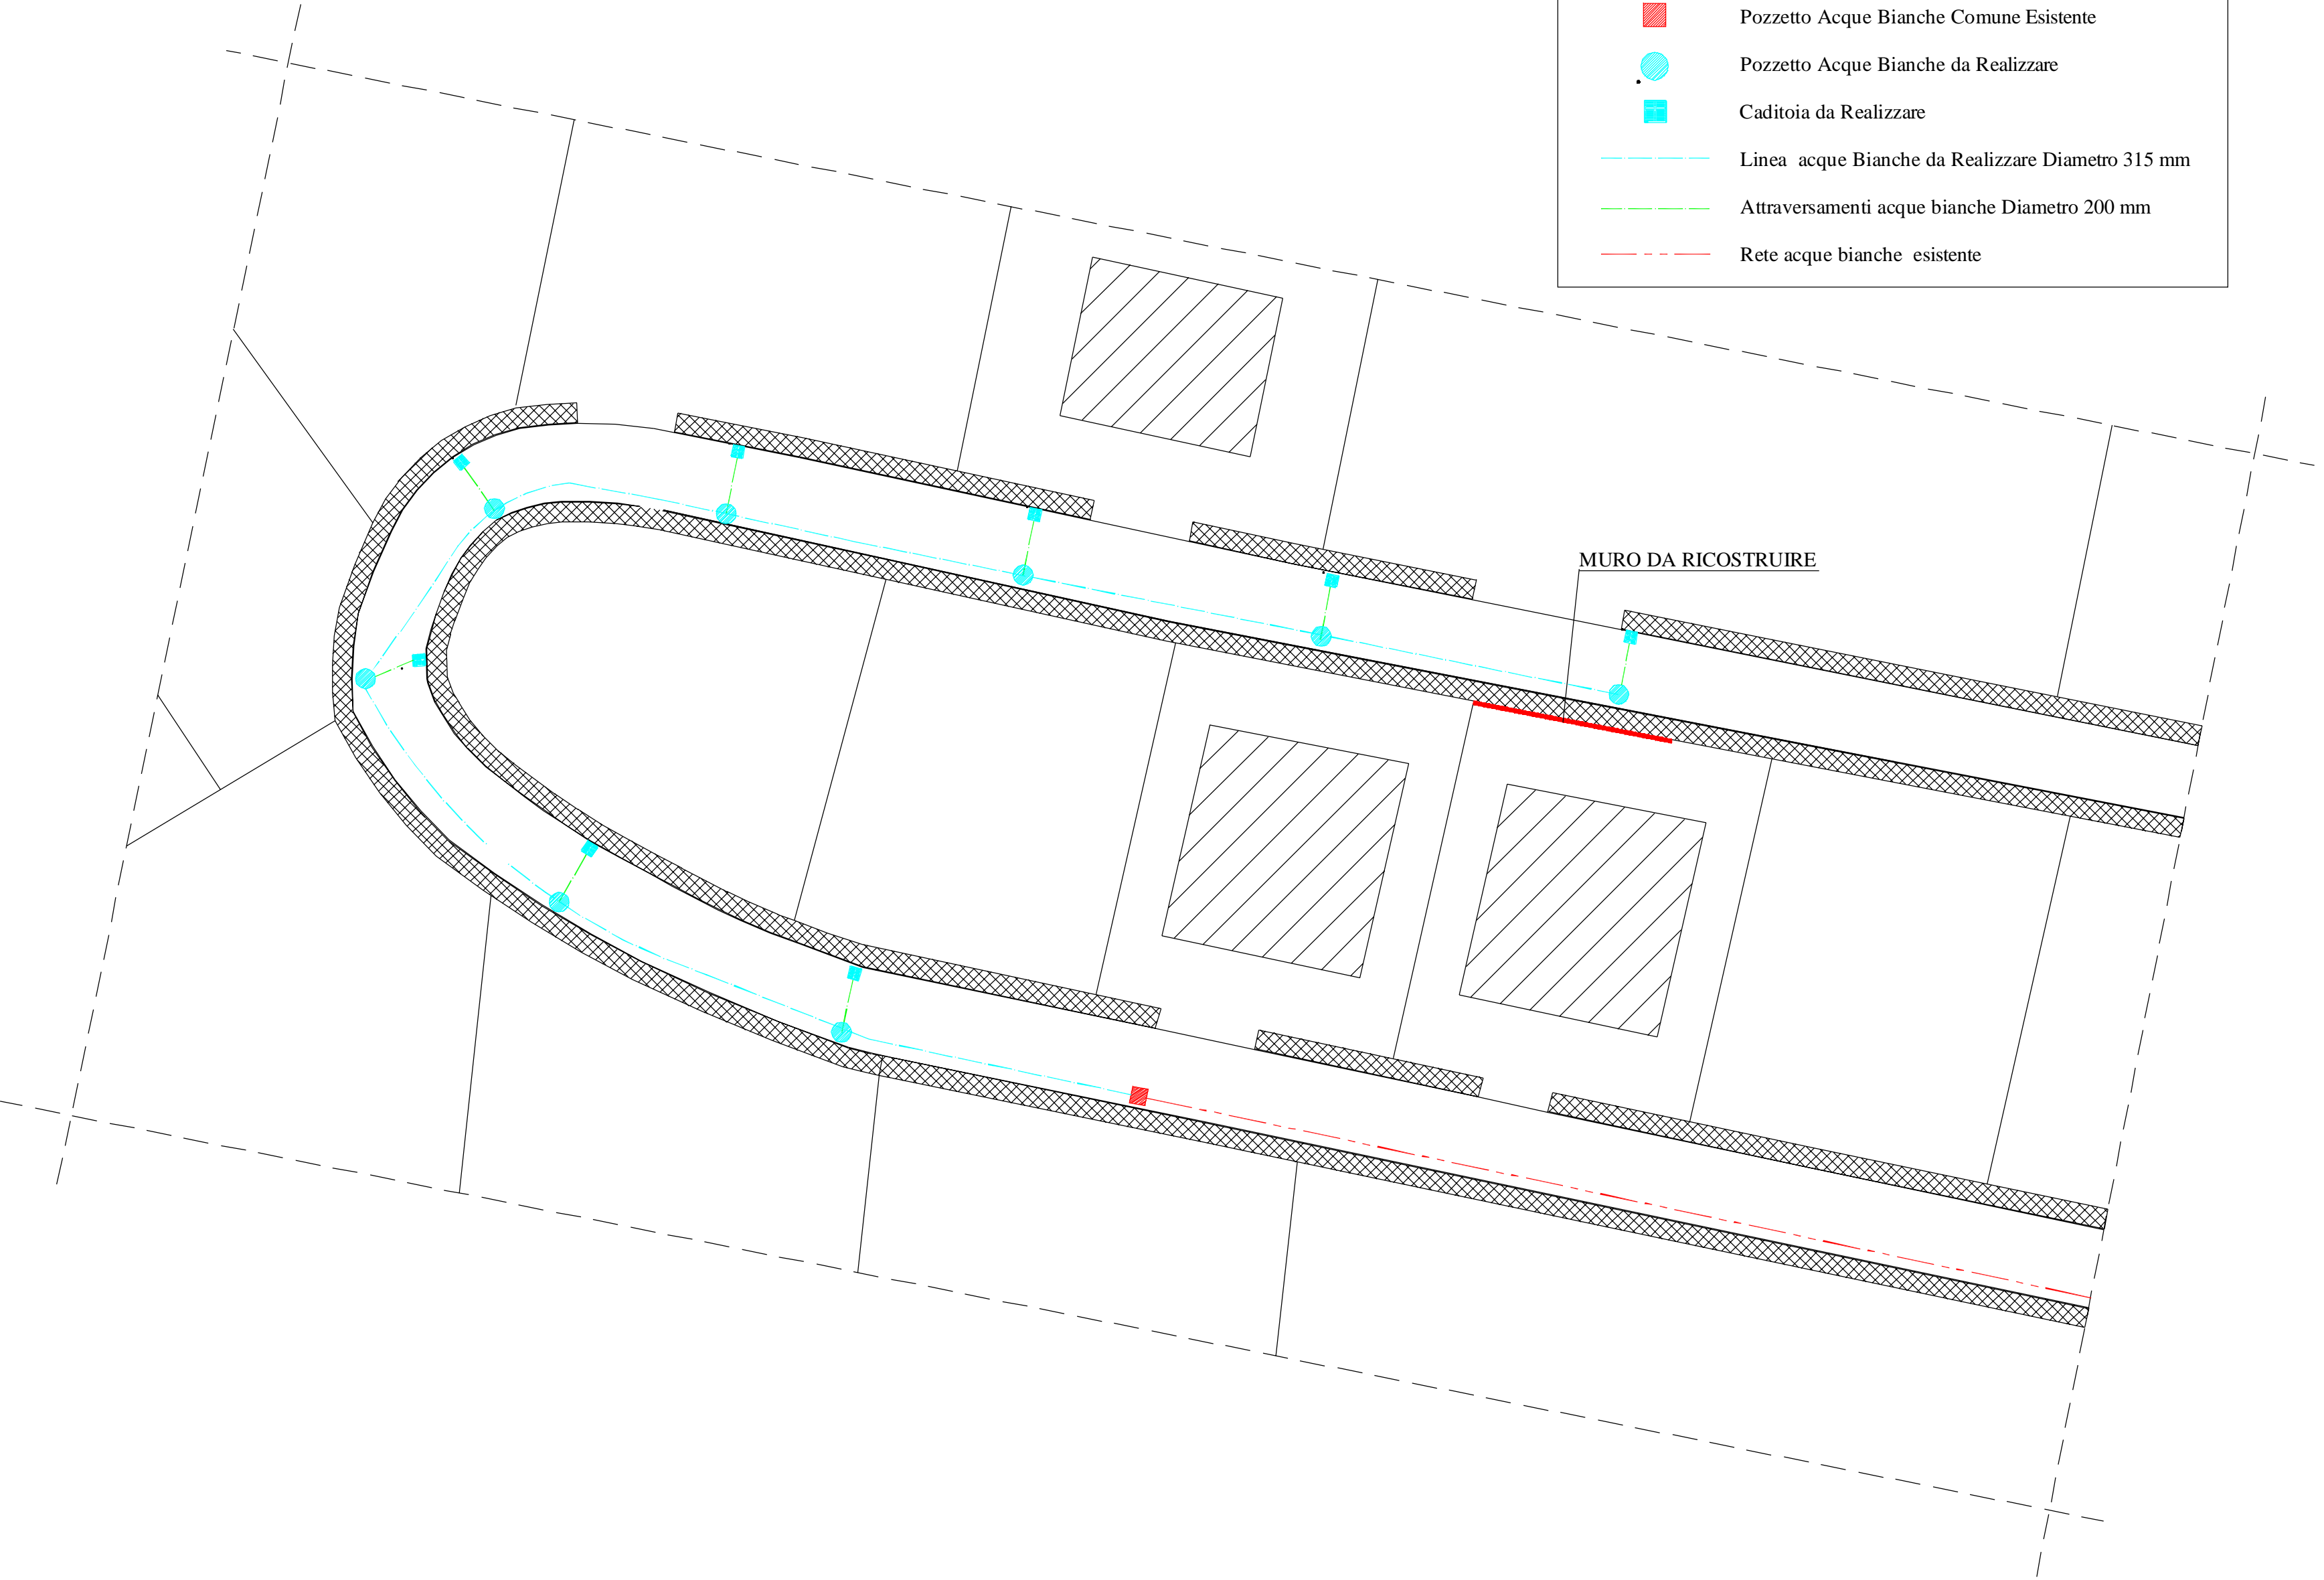 Pozzetto Acque Bianche Comune Esistente
Pozzetto Acque Bianche da Realizzare
Caditoia da Realizzare
Linea acque Bianche da Realizzare Diametro 315 mm
Attraversamenti acque bianche Diametro 200 mm
Rete acque bianche esistente
MURO DA RICOSTRUIRE